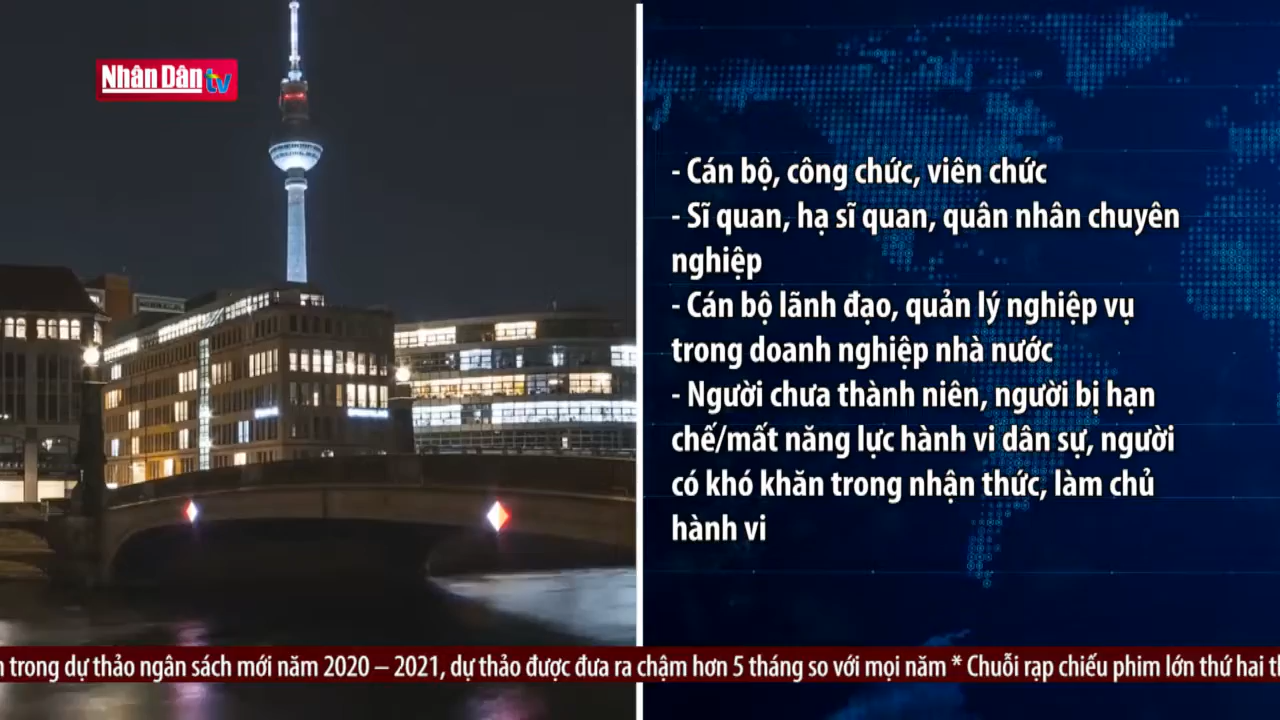 Nhân Dân tv
- Cán bộ, công chức, viên chức
- Sĩ quan, hạ sĩ quan, quân nhân chuyên
nghiệp
- Cán bộ lãnh đạo, quản lý nghiệp vụ
trong doanh nghiệp nhà nước
- Người chưa thành niên, người bị hạn
chế/mất năng lực hành vi dân sự, người
có khó khăn trong nhận thức, làm chủ
hành vi
trong dự thảo ngân sách mới năm 2020 – 2021, dự thảo được đưa ra chậm hơn 5 tháng so với mọi năm * Chuỗi rạp chiếu phim lớn thứ hai